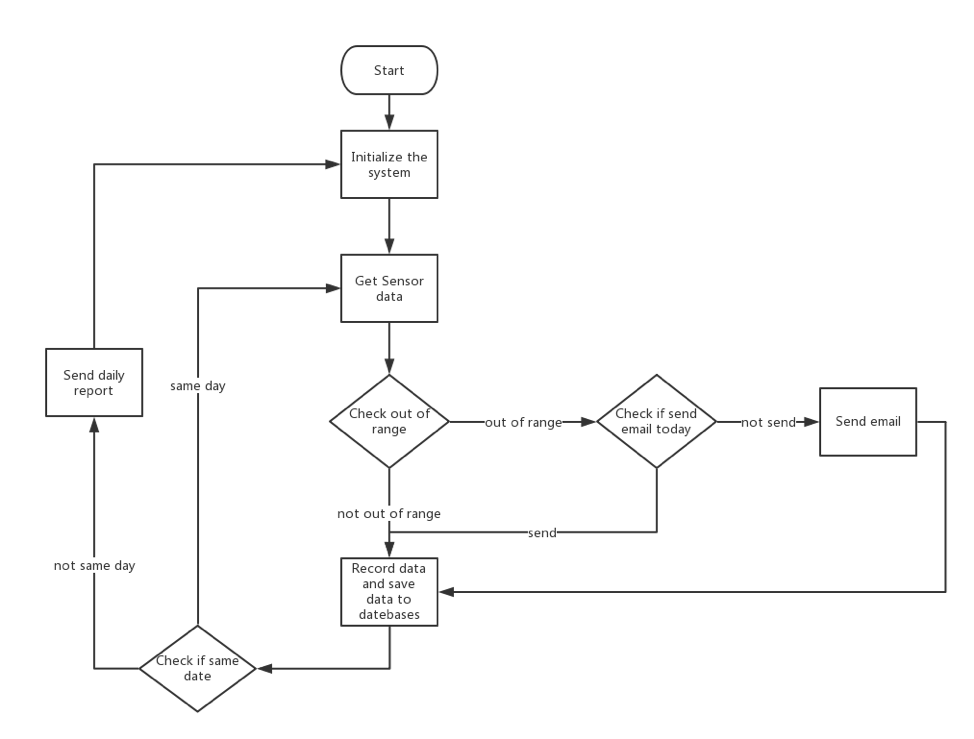 Start
Initialize the
system
Get Sensor
data
Send daily
report
same day
Check out of
range
out of range
Check if send
email today
not send
Send email
not out of range
send
not same day
Record data
and save
data to
datebases
Check if same
date